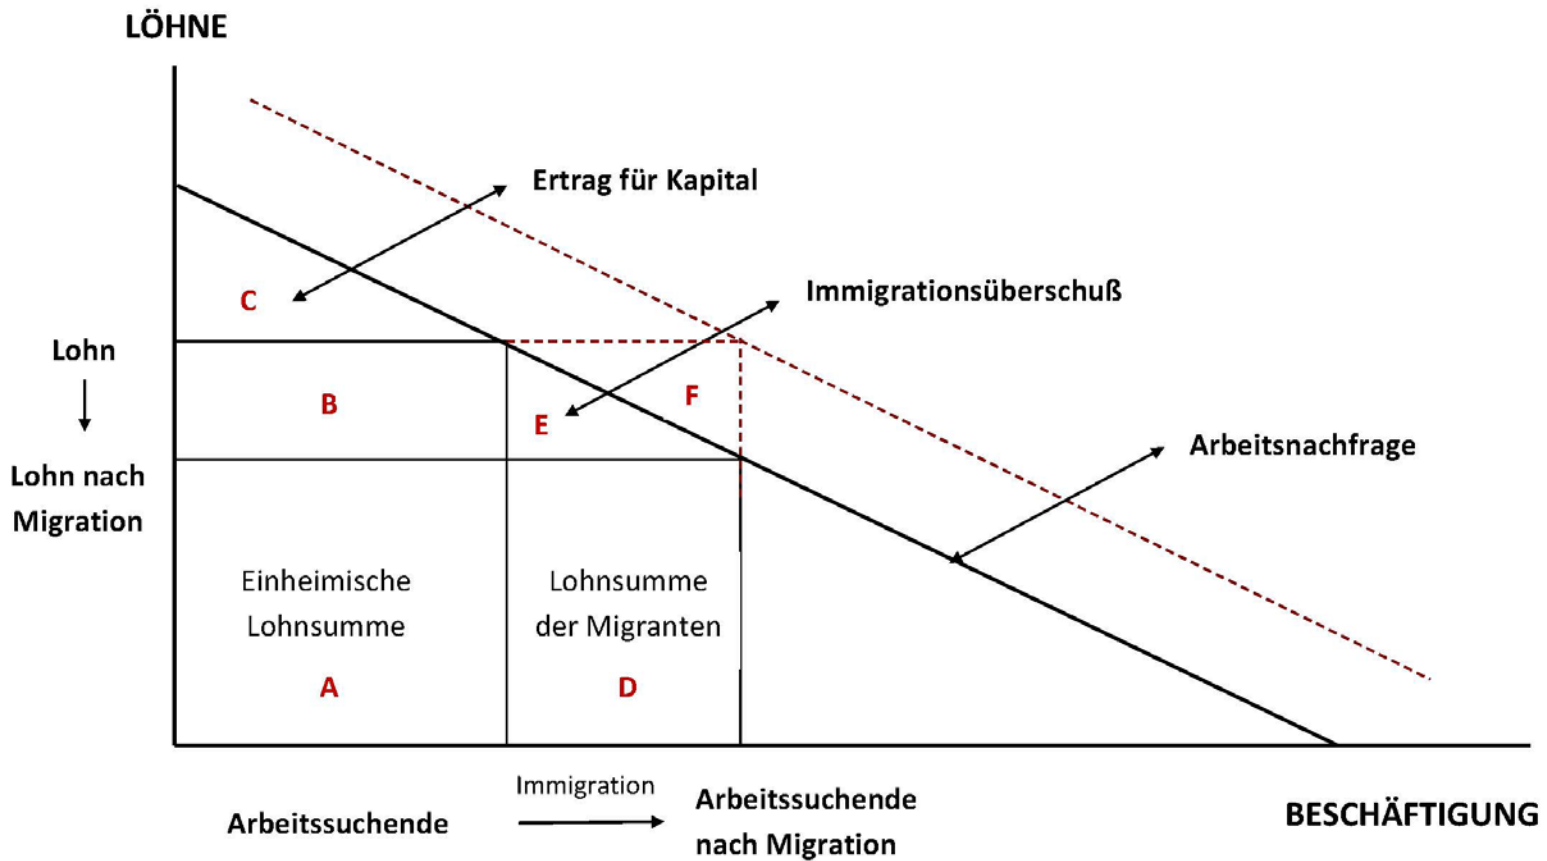 LÖHNE
Ertrag für Kapital
C
Immigrationsüberschuß
Lohn
B
F
E
Arbeitsnachfrage
Lohn nach
Migration
Einheimische
Lohnsumme
A
Lohnsumme
der Migranten
D
Immigration
Arbeitssuchende
Arbeitssuchende
nach Migration
BESCHÄFTIGUNG